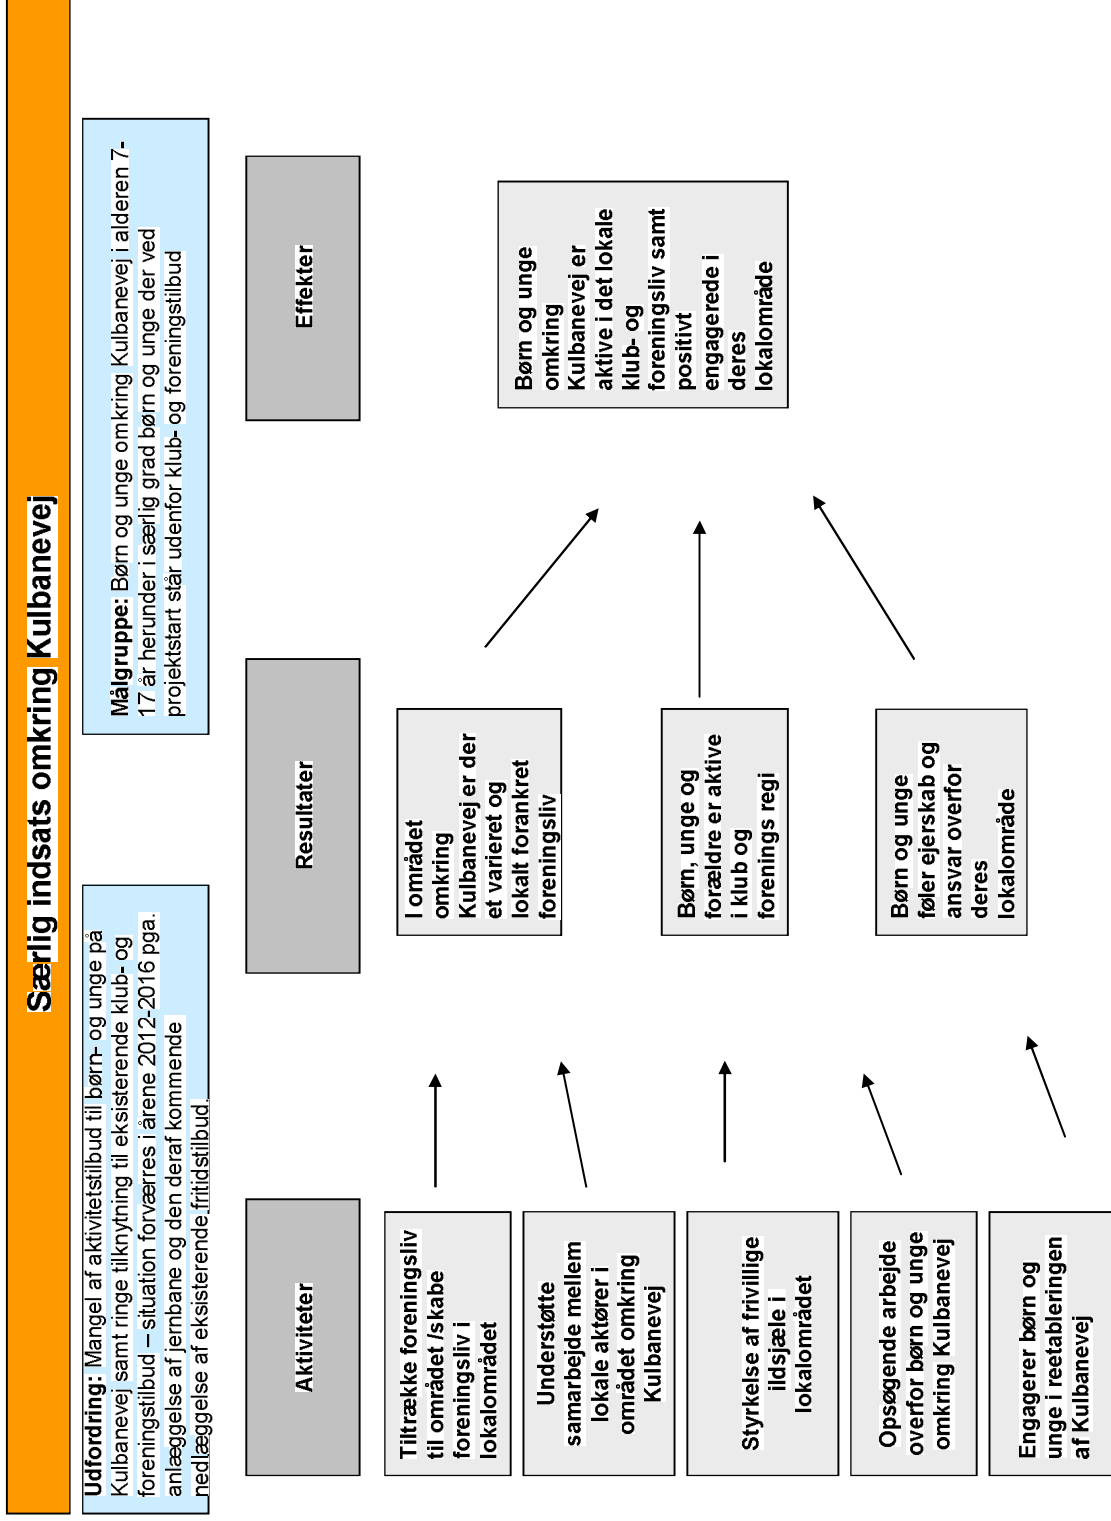 Særlig indsats omkring Kulbanevej
Udfordring: Mangel af aktivitetstilbud til børn- og unge på
Kulbanevej samt ringe tilknytning til eksisterende klub- og
foreningstilbud – situation forværres i årene 2012-2016 pga.
anlæggelse af jernbane og den deraf kommende
nedlæggelse af eksisterende fritidstilbud.
Målgruppe: Børn og unge omkring Kulbanevej i alderen 7-
17 år herunder i særlig grad børn og unge der ved
projektstart står udenfor klub- og foreningstilbud
Aktiviteter
Resultater
Effekter
Tiltrække foreningsliv
til området /skabe
foreningsliv i
lokalområdet
Understøtte
samarbejde mellem
lokale aktører i
området omkring
Kulbanevej
Styrkelse af frivillige
ildsjæle i
lokalområdet
Opsøgende arbejde
overfor børn og unge
omkring Kulbanevej
Engagerer børn og
unge i reetableringen
af Kulbanevej
I området
omkring
Kulbanevej er der
et varieret og
lokalt forankret
foreningsliv
Børn, unge og
forældre er aktive
i klub og
forenings regi
Børn og unge
føler ejerskab og
ansvar overfor
deres
lokalområde
Børn og unge
omkring
Kulbanevej er
aktive i det lokale
klub- og
foreningsliv samt
positivt
engagerede i
deres
lokalområde